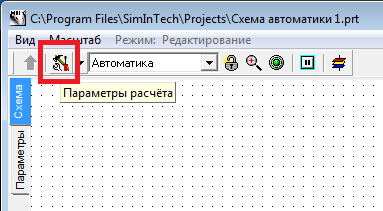 C:\Program Files\SimInTech\Projects\Схема автоматики 1.prt
Вид Масштаб Режим: Редактирование
Автоматика
Параметры расчёта
Схема
Параметры